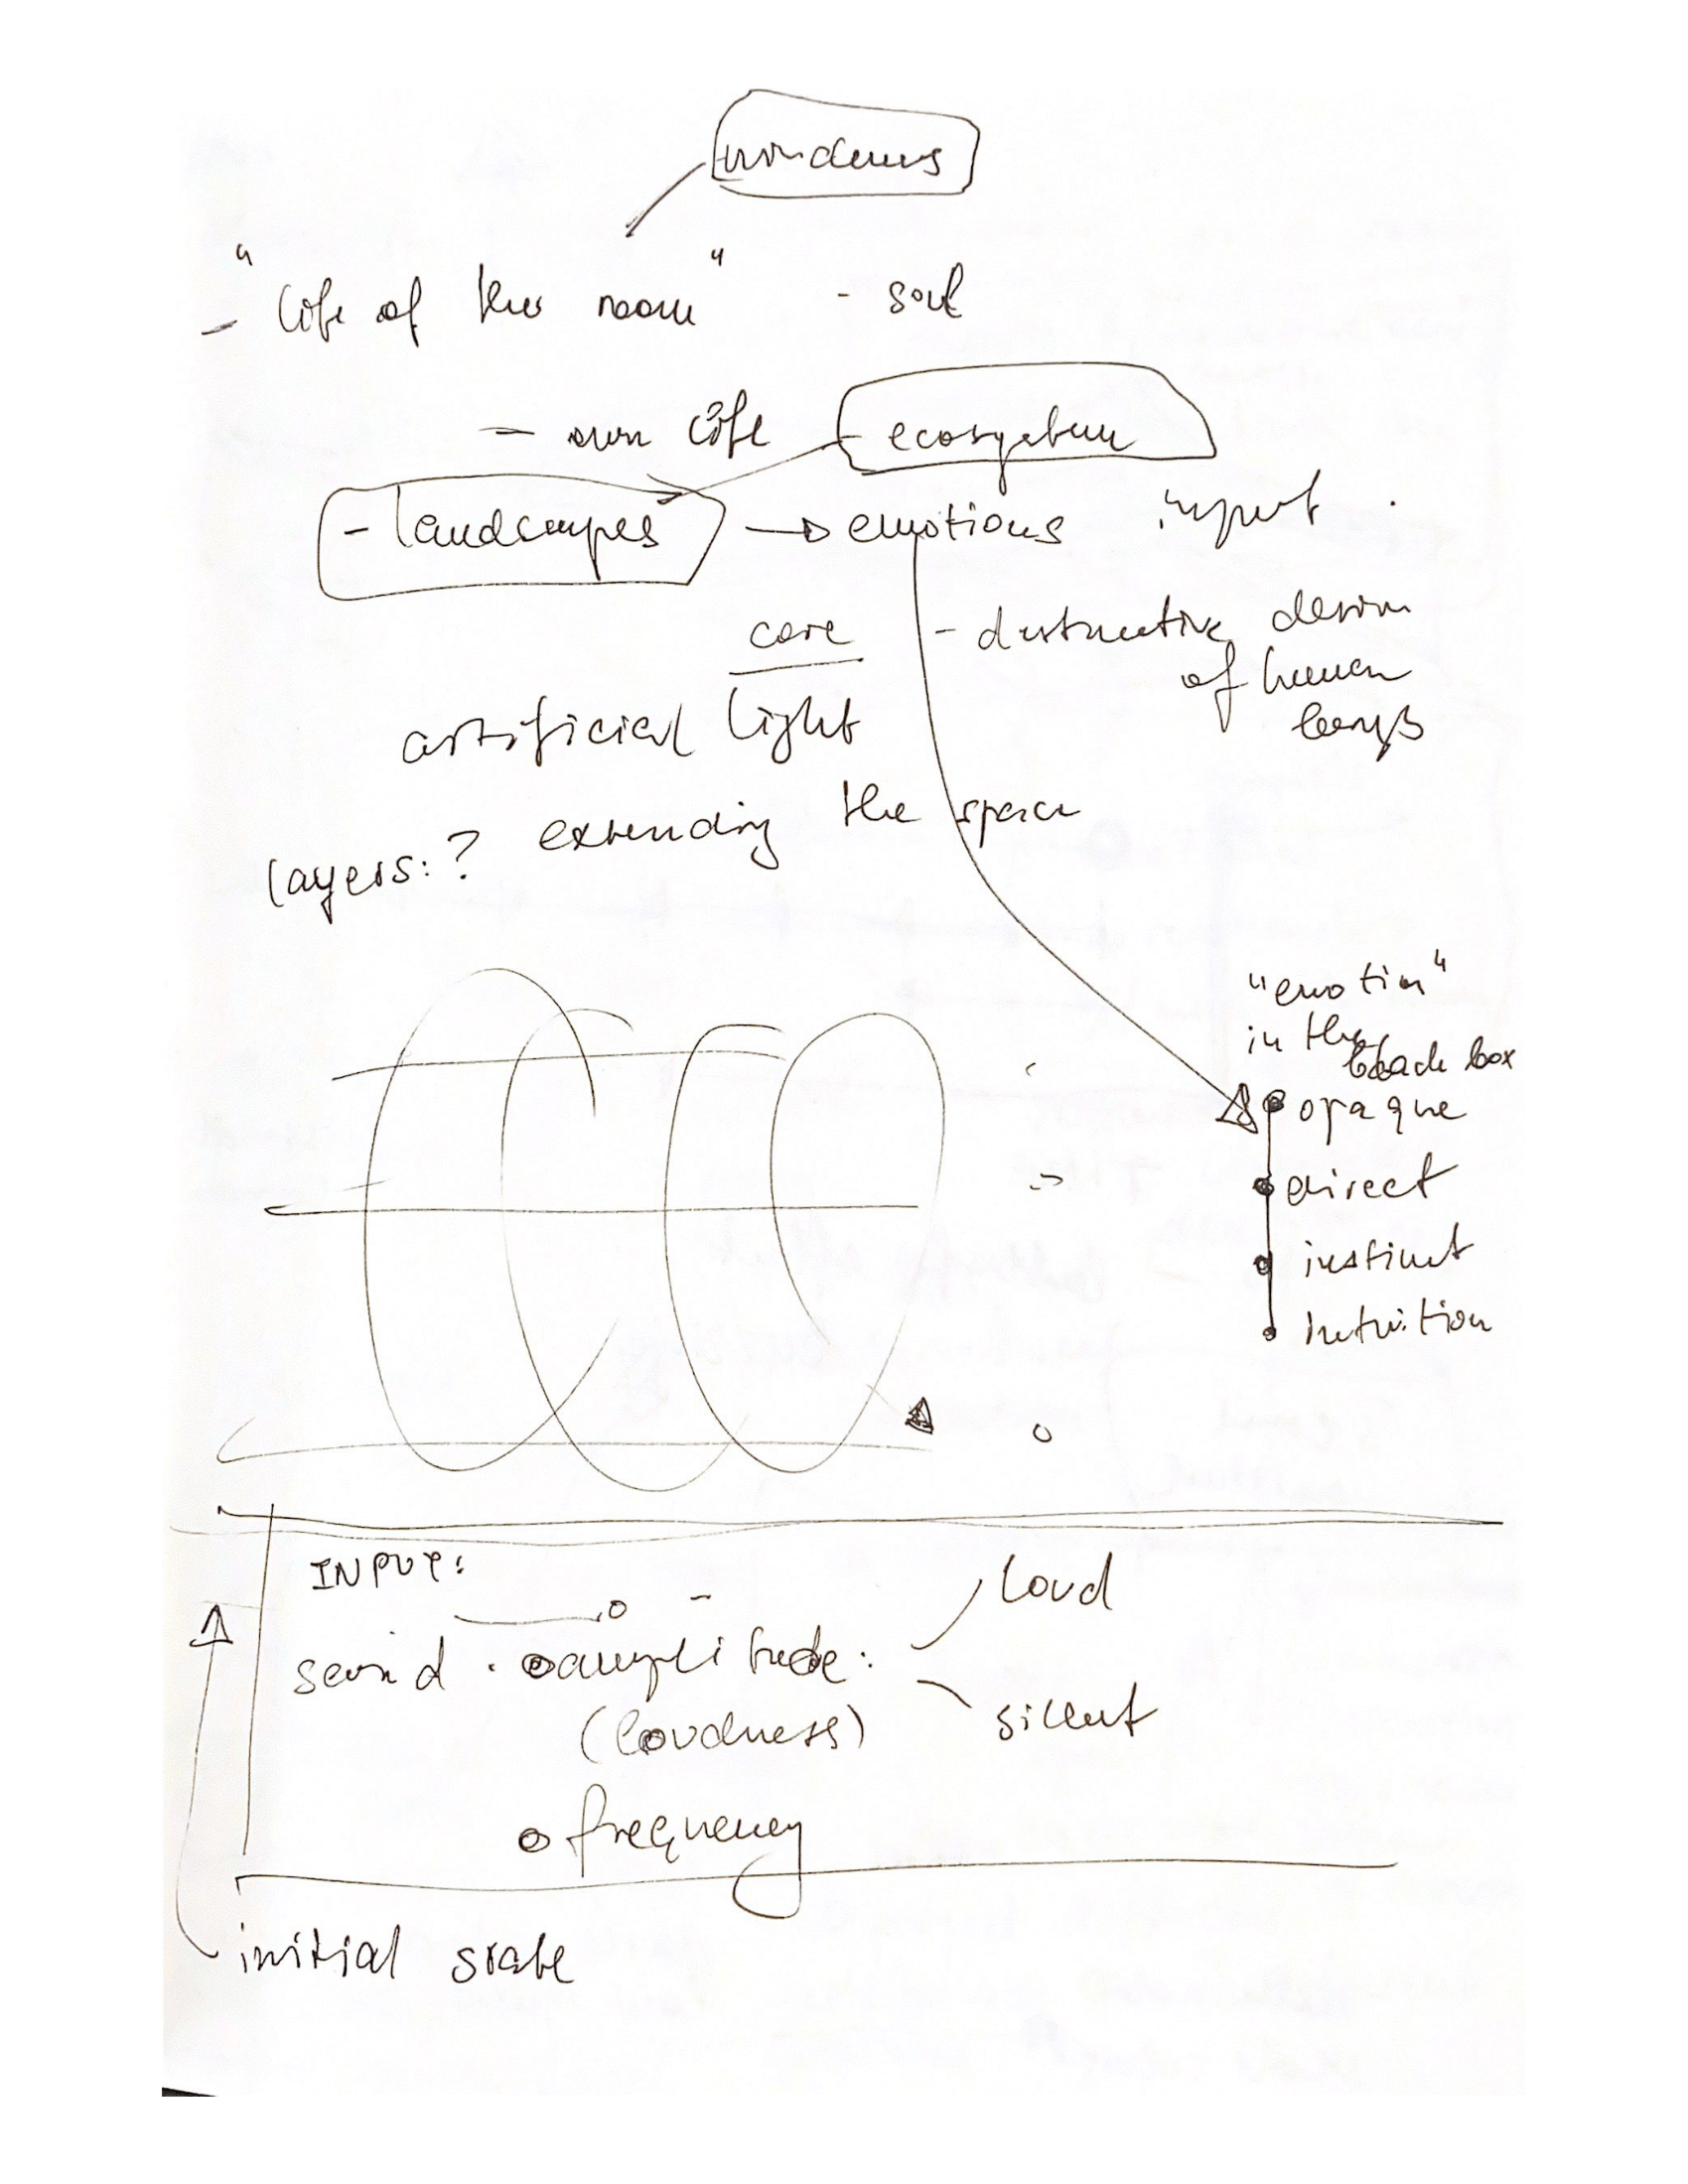 windows
- "life of the room" - soul
- own life ecosystem
- landscapes → emotions input
core - destructive desire
of human
beings
artificial light
extending the space
layers: ?
"emotion"
in the
black box
opaque
direct
instinct
intuition
INPUT:
sound · amplitude: loud
(loudness) silent
frequency
initial state